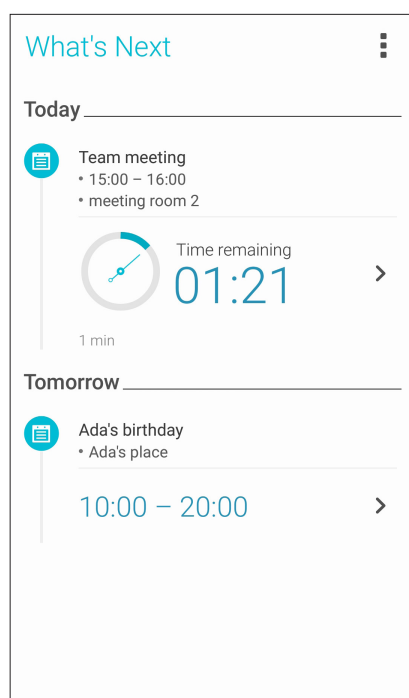 What's Next
Today
Team meeting
• 15:00 – 16:00
• meeting room 2
Time remaining
01:21
1 min
Tomorrow
Ada's birthday
• Ada's place
10:00 – 20:00